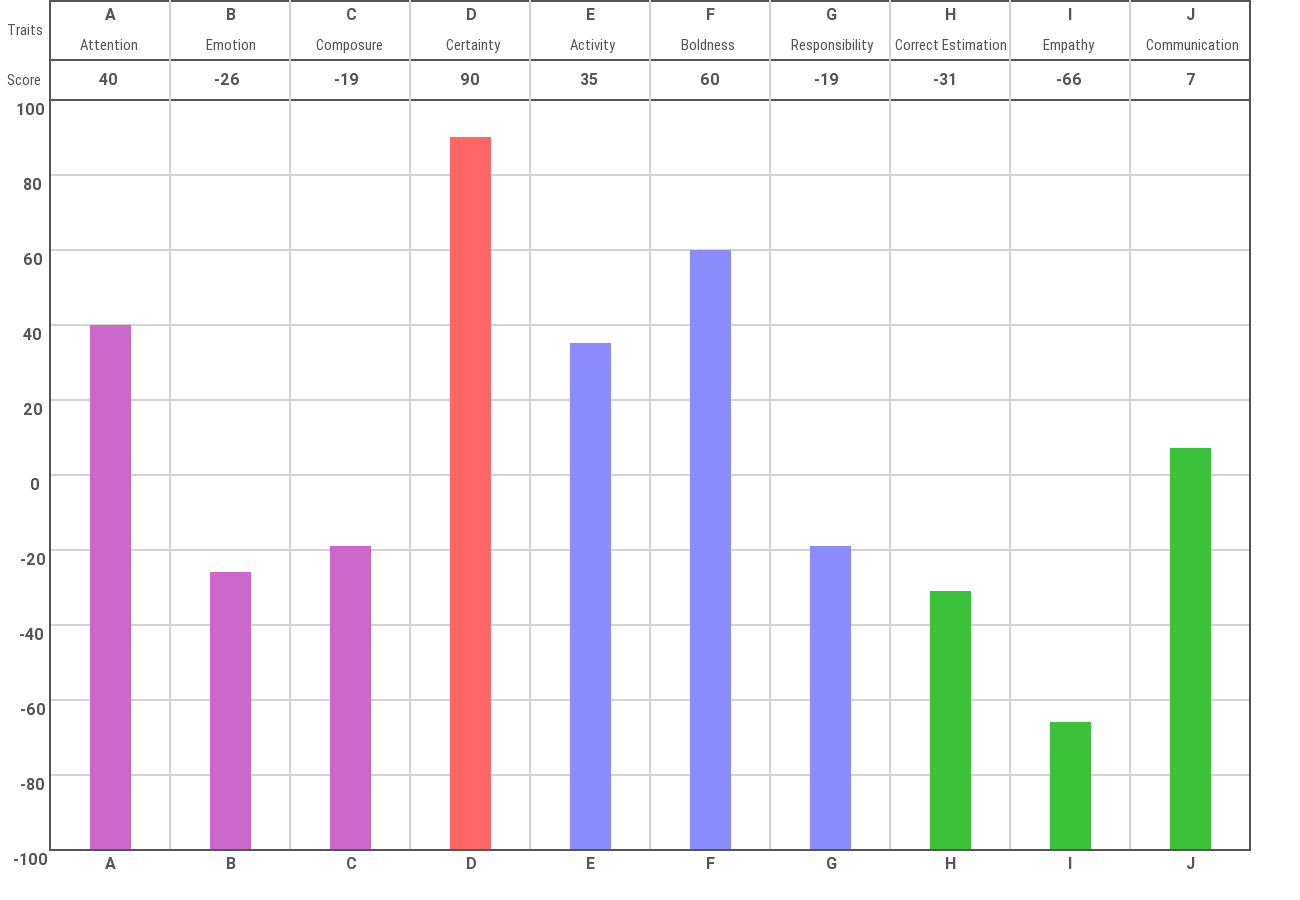 A B C D E F G H I J
Traits
Attention Emotion Composure Certainty Activity Boldness Responsibility Correct Estimation Empathy Communication
Score 40 -26 -19 90 35 60 -19 -31 -66 7
100
80
60
40
20
0
-20
-40
-60
-80
-100
A B C D E F G H I J